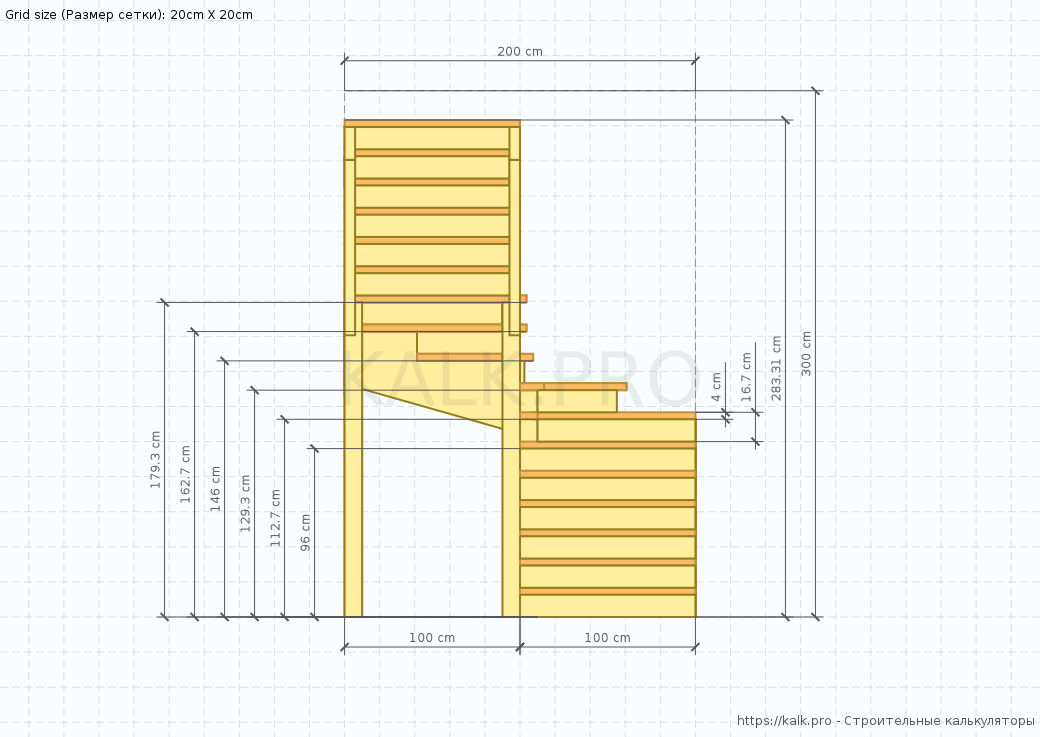 Grid size (Размер сетки): 20cm X 20cm
200 cm
300 cm
283.31 cm
16.7 cm
4 cm
KALK.PRO
179.3 cm
162.7 cm
146 cm
129.3 cm
112.7 cm
96 cm
100 cm
100 cm
https://kalk.pro - Строительные калькуляторы